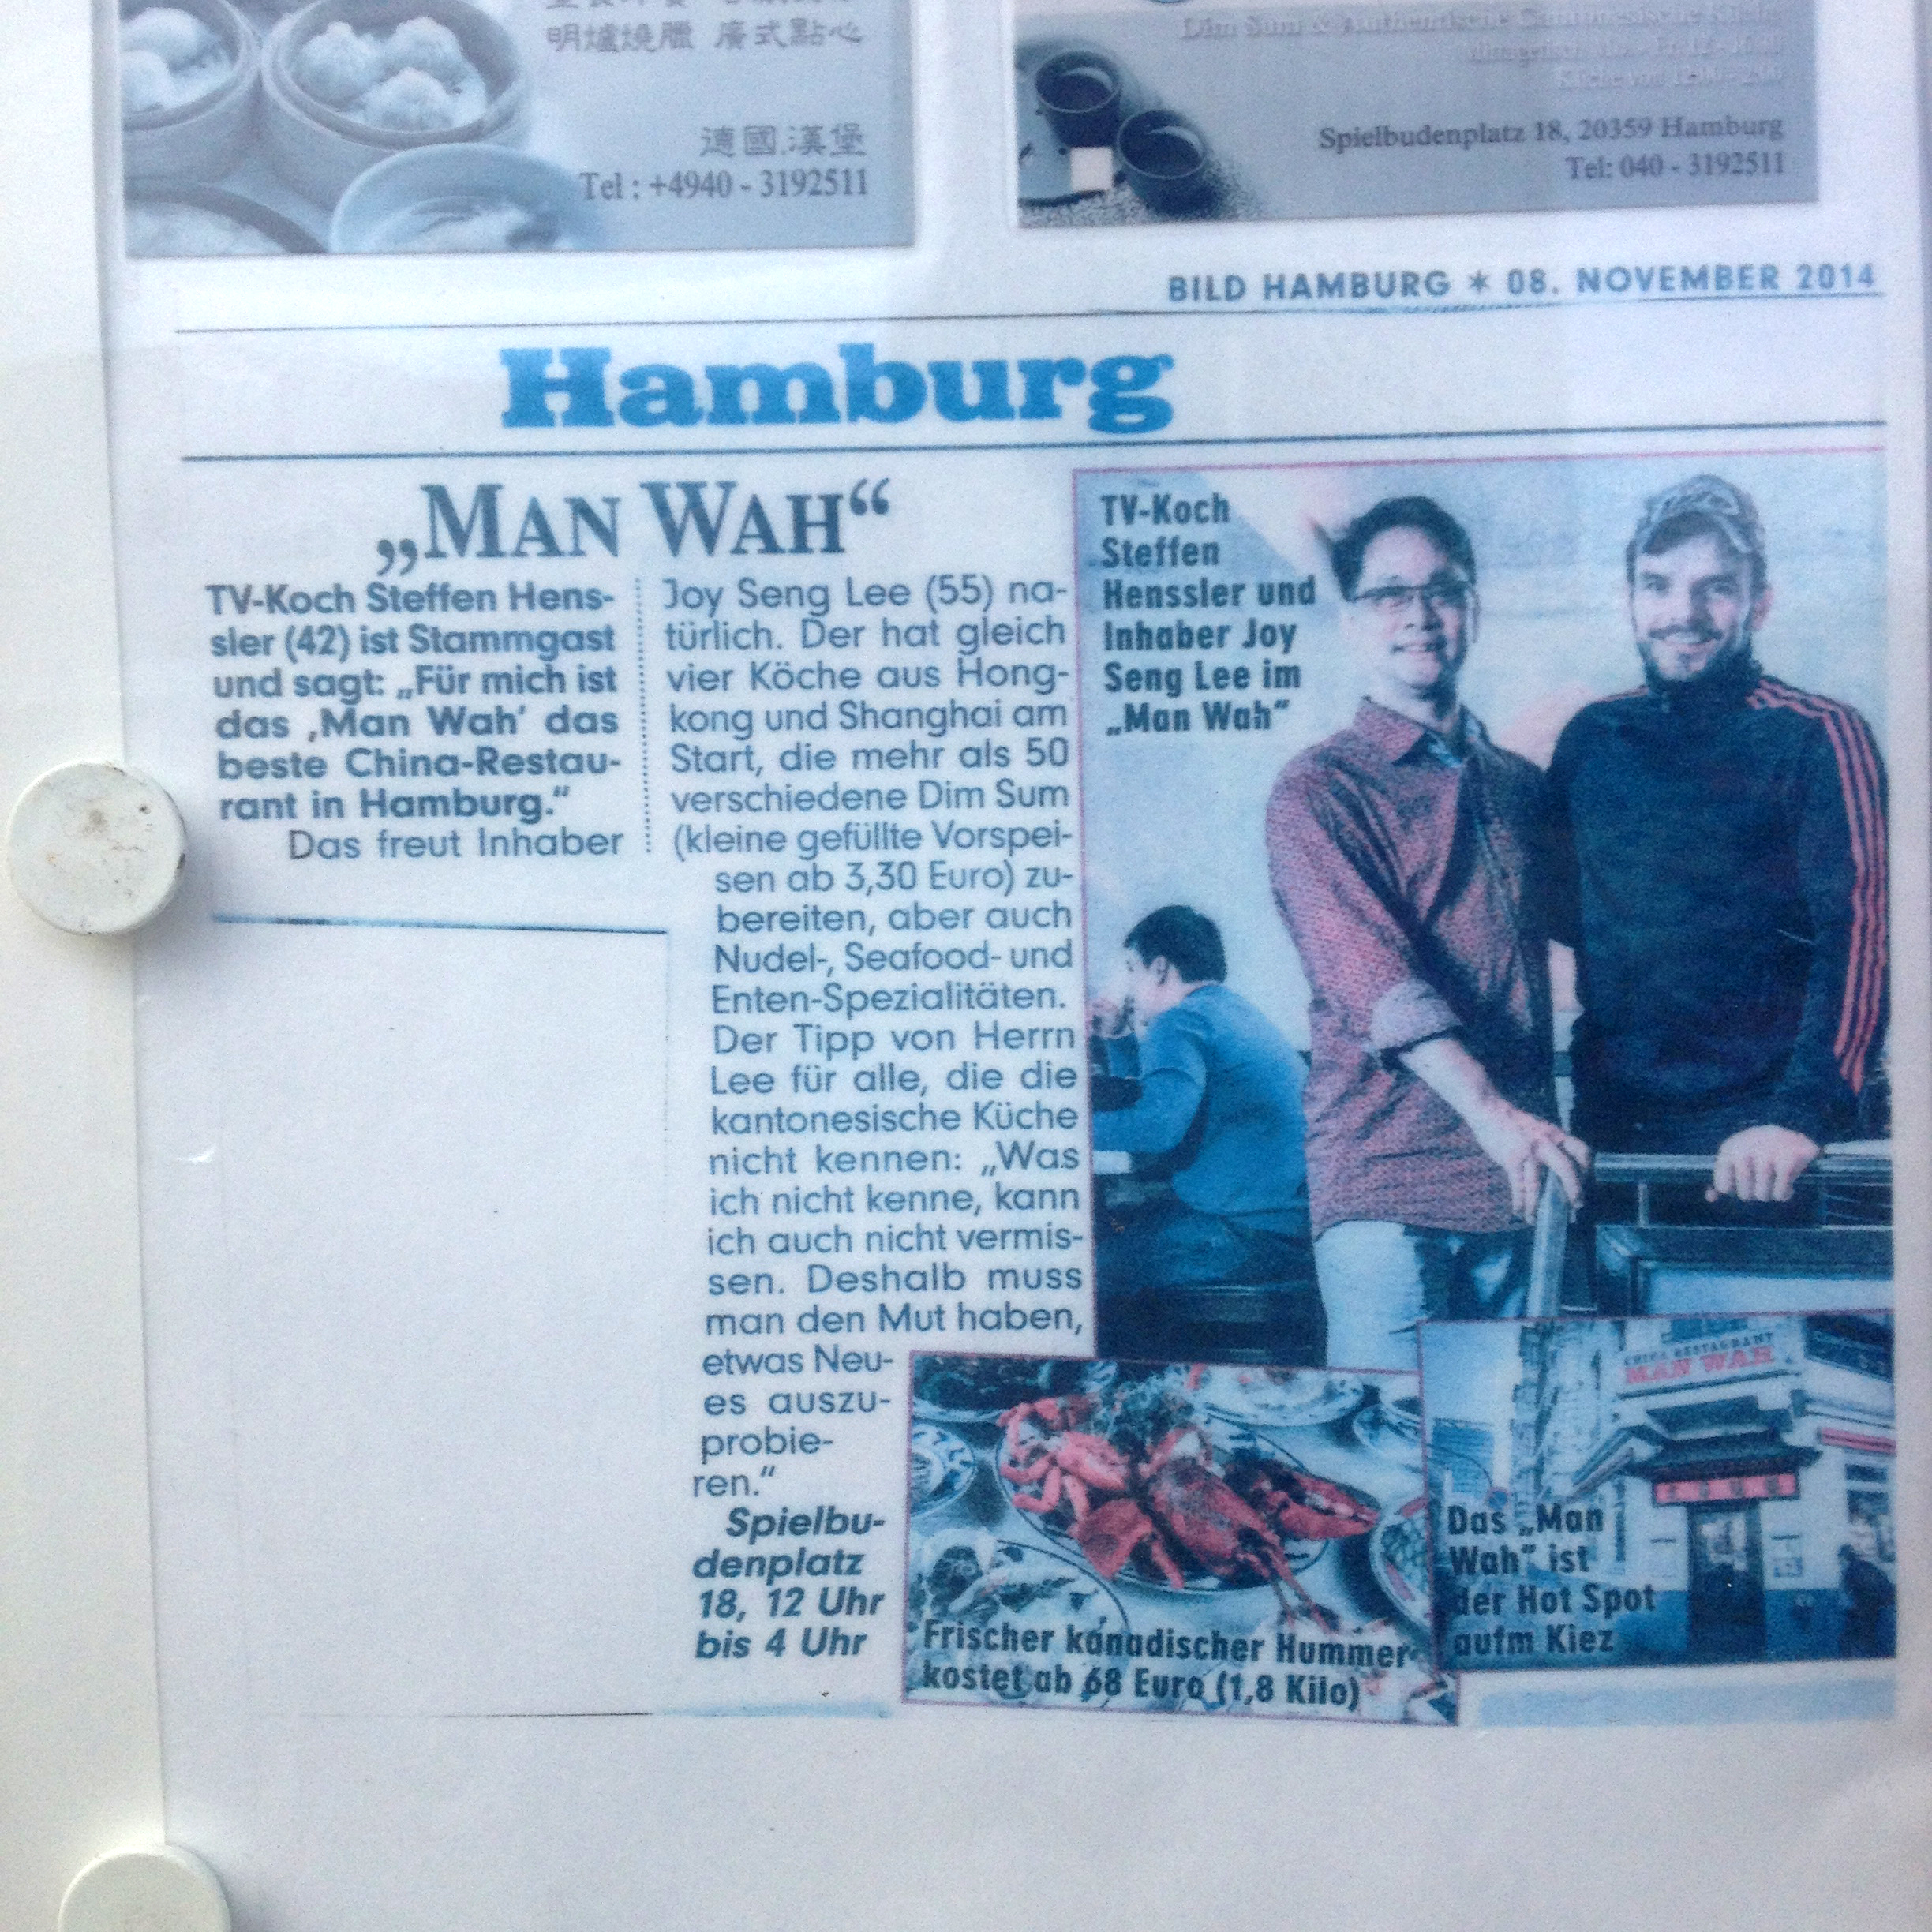 明爐燒臘 廣式點心
德國.漢堡
Tel : +4940 - 3192511
Dim Sum & Authentische Cantonesische Küche
Spielbudenplatz 18, 20359 Hamburg
Tel: 040 - 3192511
BILD HAMBURG * 08. NOVEMBER 2014
Hamburg
„MAN WAH“
TV-Koch Steffen Hens-
sler (42) ist Stammgast
und sagt: „Für mich ist
das ‚Man Wah‘ das
beste China-Restau-
rant in Hamburg.“
Das freut Inhaber
Joy Seng Lee (55) na-
türlich. Der hat gleich
vier Köche aus Hong-
kong und Shanghai am
Start, die mehr als 50
verschiedene Dim Sum
(kleine gefüllte Vorspei-
sen ab 3,30 Euro) zu-
bereiten, aber auch
Nudel-, Seafood- und
Enten-Spezialitäten.
Der Tipp von Herrn
Lee für alle, die die
kantonesische Küche
nicht kennen: „Was
ich nicht kenne, kann
ich auch nicht vermis-
sen. Deshalb muss
man den Mut haben,
etwas Neu-
es auszu-
probie-
ren.“
Spielbu-
denplatz
18, 12 Uhr
bis 4 Uhr
TV-Koch
Steffen
Henssler und
Inhaber Joy
Seng Lee im
„Man Wah“
Frischer kanadischer Hummer
kostet ab 68 Euro (1,8 Kilo)
CHINA RESTAURANT
MAN WAH
Das „Man
Wah“ ist
der Hot Spot
aufm Kiez